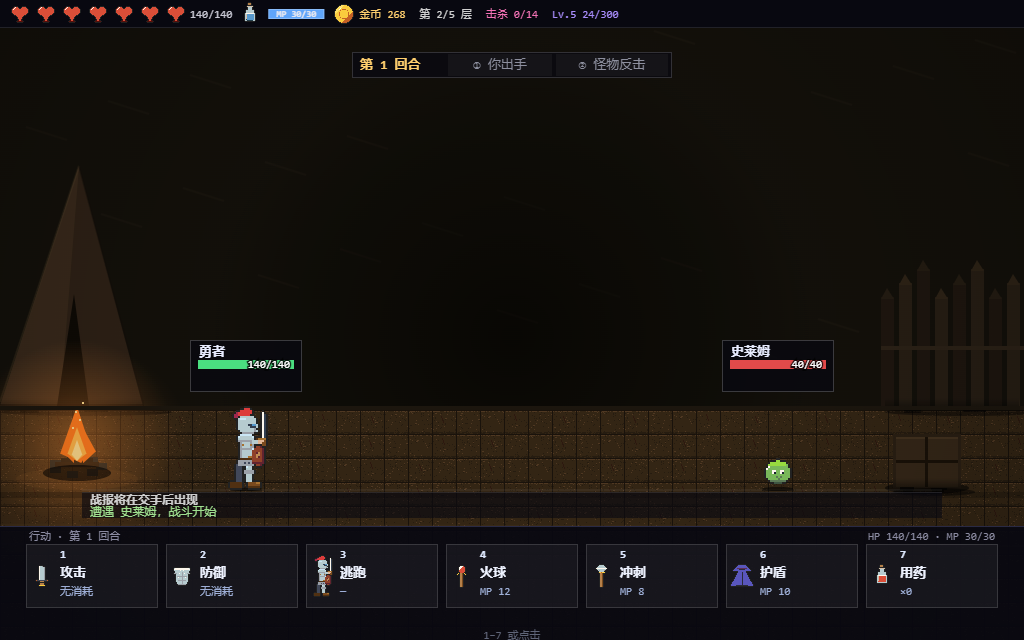 140/140 MP 30/30 金币 268 第 2/5 层 击杀 0/14 Lv.5 24/300
第 1 回合 ① 你出手 ② 怪物反击
勇者
140/140
史莱姆
40/40
战报将在交手后出现
遭遇 史莱姆，战斗开始
行动 · 第 1 回合 HP 140/140 · MP 30/30
1 2 3 4 5 6 7
攻击 防御 逃跑 火球 冲刺 护盾 用药
无消耗 无消耗 — MP 12 MP 8 MP 10 ×0
1-7 或点击